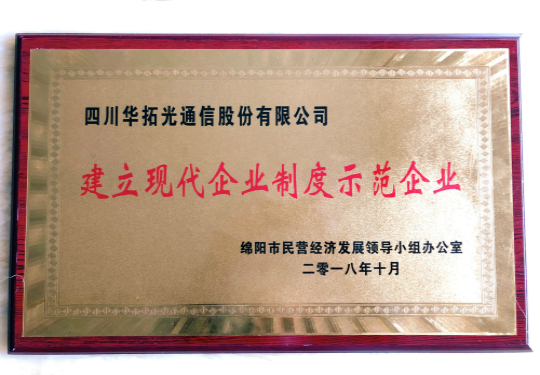 四川华拓光通信股份有限公司
建立现代企业制度示范企业
绵阳市民营经济发展领导小组办公室
二零一八年十月